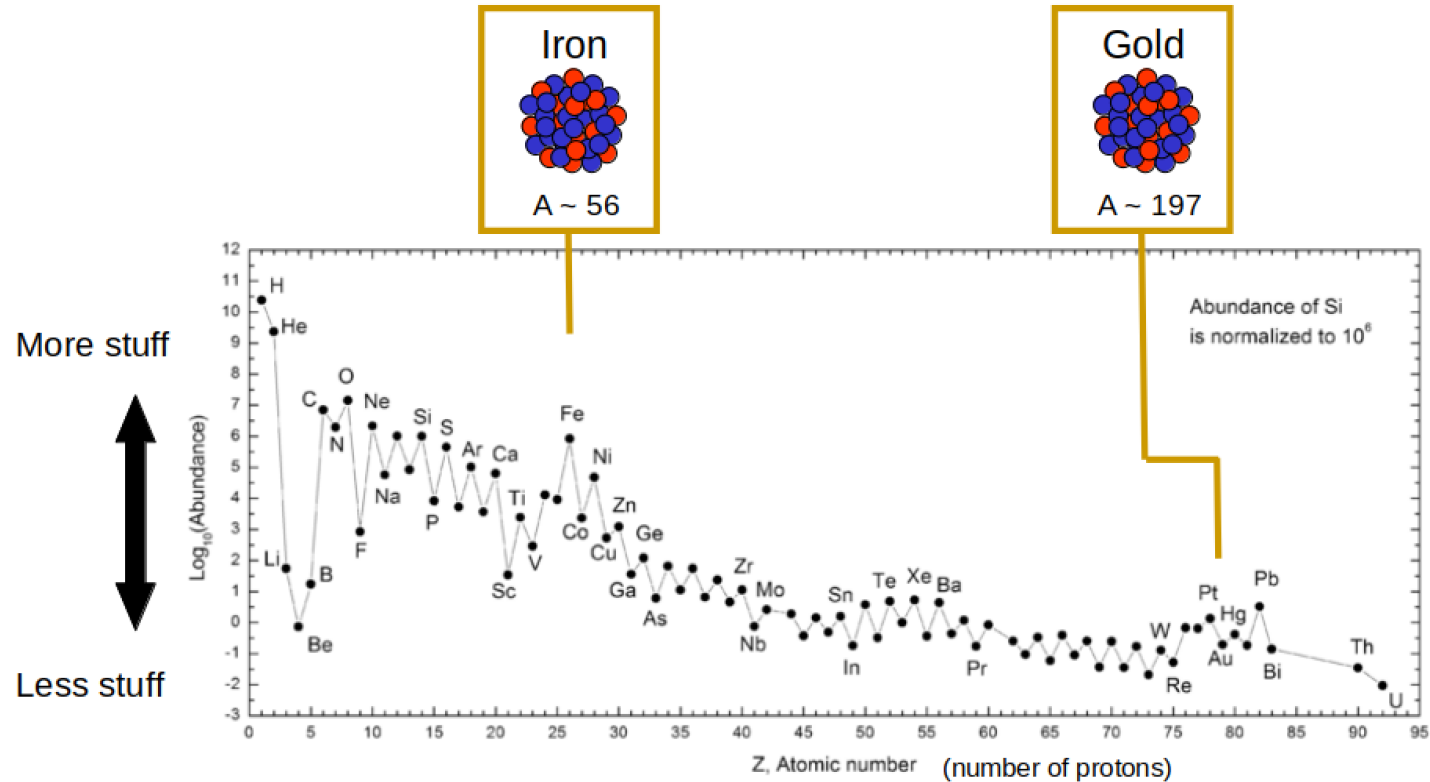 Iron
A ~ 56
Gold
A ~ 197
More stuff
Less stuff
Log10(Abundance)
12
11
10
9
8
7
6
5
4
3
2
1
0
-1
-2
-3
Abundance of Si
is normalized to 10^6
H
He
Li
Be
B
C
N
O
F
Ne
Na
Si
P
S
Ar
Ca
Sc
Ti
V
Fe
Co
Ni
Cu
Zn
Ga
Ge
As
Zr
Nb
Mo
Sn
In
Te
Xe
Ba
Pr
W
Re
Pt
Au
Hg
Pb
Bi
Th
U
0 5 10 15 20 25 30 35 40 45 50 55 60 65 70 75 80 85 90 95
Z, Atomic number (number of protons)